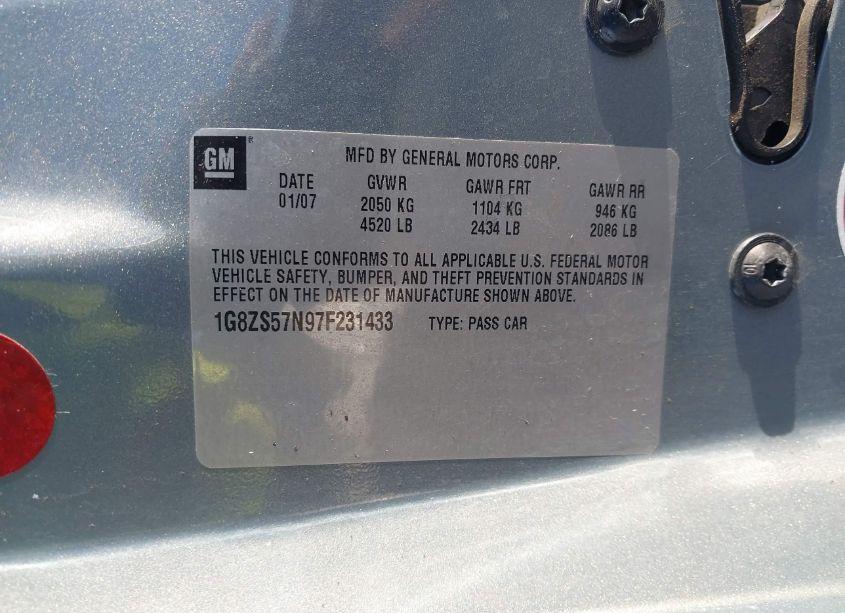 GM ®
MFD BY GENERAL MOTORS CORP.
DATE GVWR GAWR FRT GAWR RR
01/07 2050 KG 1104 KG 946 KG
4520 LB 2434 LB 2086 LB
THIS VEHICLE CONFORMS TO ALL APPLICABLE U.S. FEDERAL MOTOR
VEHICLE SAFETY, BUMPER, AND THEFT PREVENTION STANDARDS IN
EFFECT ON THE DATE OF MANUFACTURE SHOWN ABOVE.
1G8ZS57N97F231433 TYPE: PASS CAR